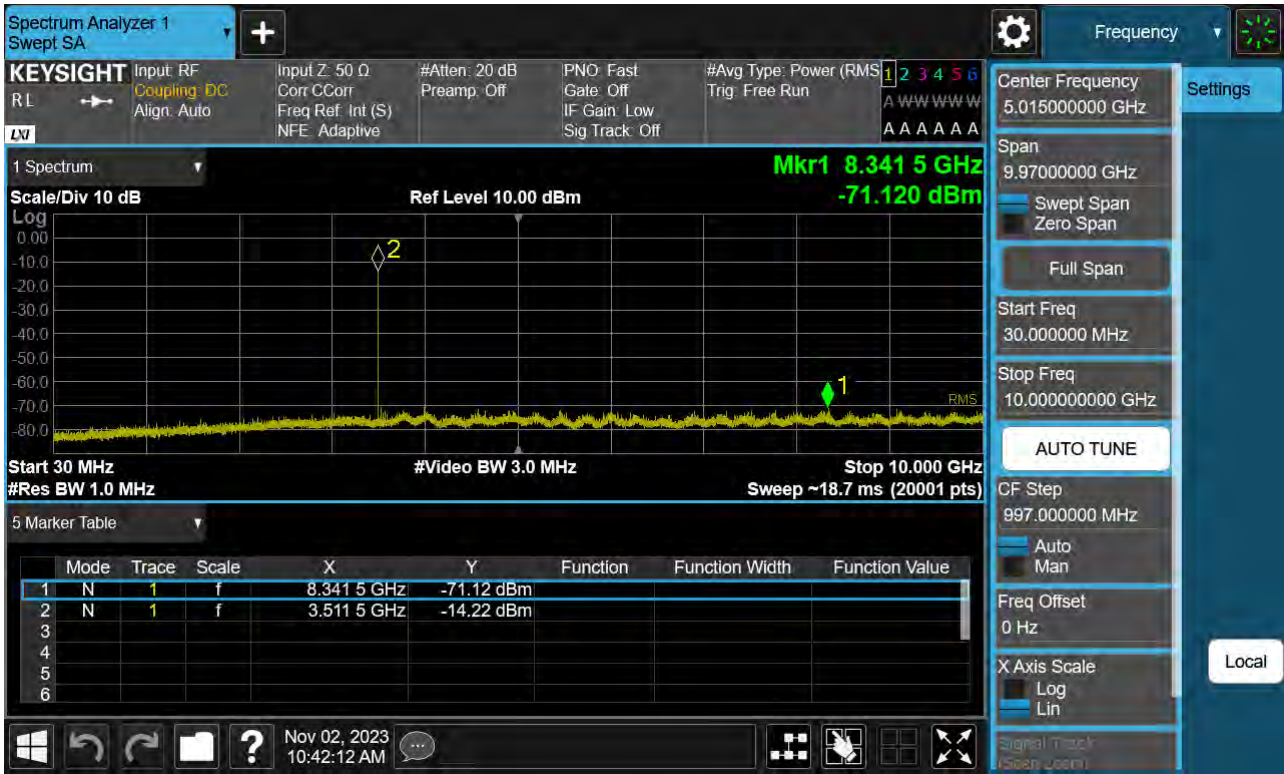 Spectrum Analyzer 1
Swept SA
+
Frequency
KEYSIGHT
RL
LXI
Input: RF
Coupling: DC
Align: Auto
Input Z: 50 Ω
Corr CCorr
Freq Ref: Int (S)
NFE: Adaptive
#Atten: 20 dB
Preamp: Off
PNO: Fast
Gate: Off
IF Gain: Low
Sig Track: Off
#Avg Type: Power (RMS
Trig: Free Run
1 2 3 4 5 6
A W W W W W
A A A A A A
1 Spectrum
Scale/Div 10 dB
Ref Level 10.00 dBm
Mkr1 8.341 5 GHz
-71.120 dBm
Log
0.00
-10.0
-20.0
-30.0
-40.0
-50.0
-60.0
-70.0
-80.0
2
1
RMS
Start 30 MHz
#Video BW 3.0 MHz
Stop 10.000 GHz
#Res BW 1.0 MHz
Sweep ~18.7 ms (20001 pts)
5 Marker Table
Mode Trace Scale X Y Function Function Width Function Value
1 N 1 f 8.341 5 GHz -71.12 dBm
2 N 1 f 3.511 5 GHz -14.22 dBm
3
4
5
6
?
Nov 02, 2023
10:42:12 AM
Center Frequency
5.015000000 GHz
Span
9.97000000 GHz
Swept Span
Zero Span
Full Span
Start Freq
30.000000 MHz
Stop Freq
10.000000000 GHz
AUTO TUNE
CF Step
997.000000 MHz
Auto
Man
Freq Offset
0 Hz
X Axis Scale
Log
Lin
Signal Track
(Span Zoom)
Settings
Local